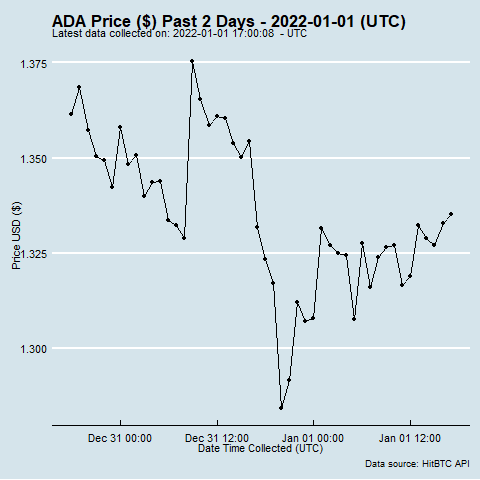 ADA Price ($) Past 2 Days - 2022-01-01 (UTC)
Latest data collected on: 2022-01-01 17:00:08 - UTC
1.375
1.350
1.325
1.300
Price USD ($)
Dec 31 00:00 Dec 31 12:00 Jan 01 00:00 Jan 01 12:00
Date Time Collected (UTC)
Data source: HitBTC API